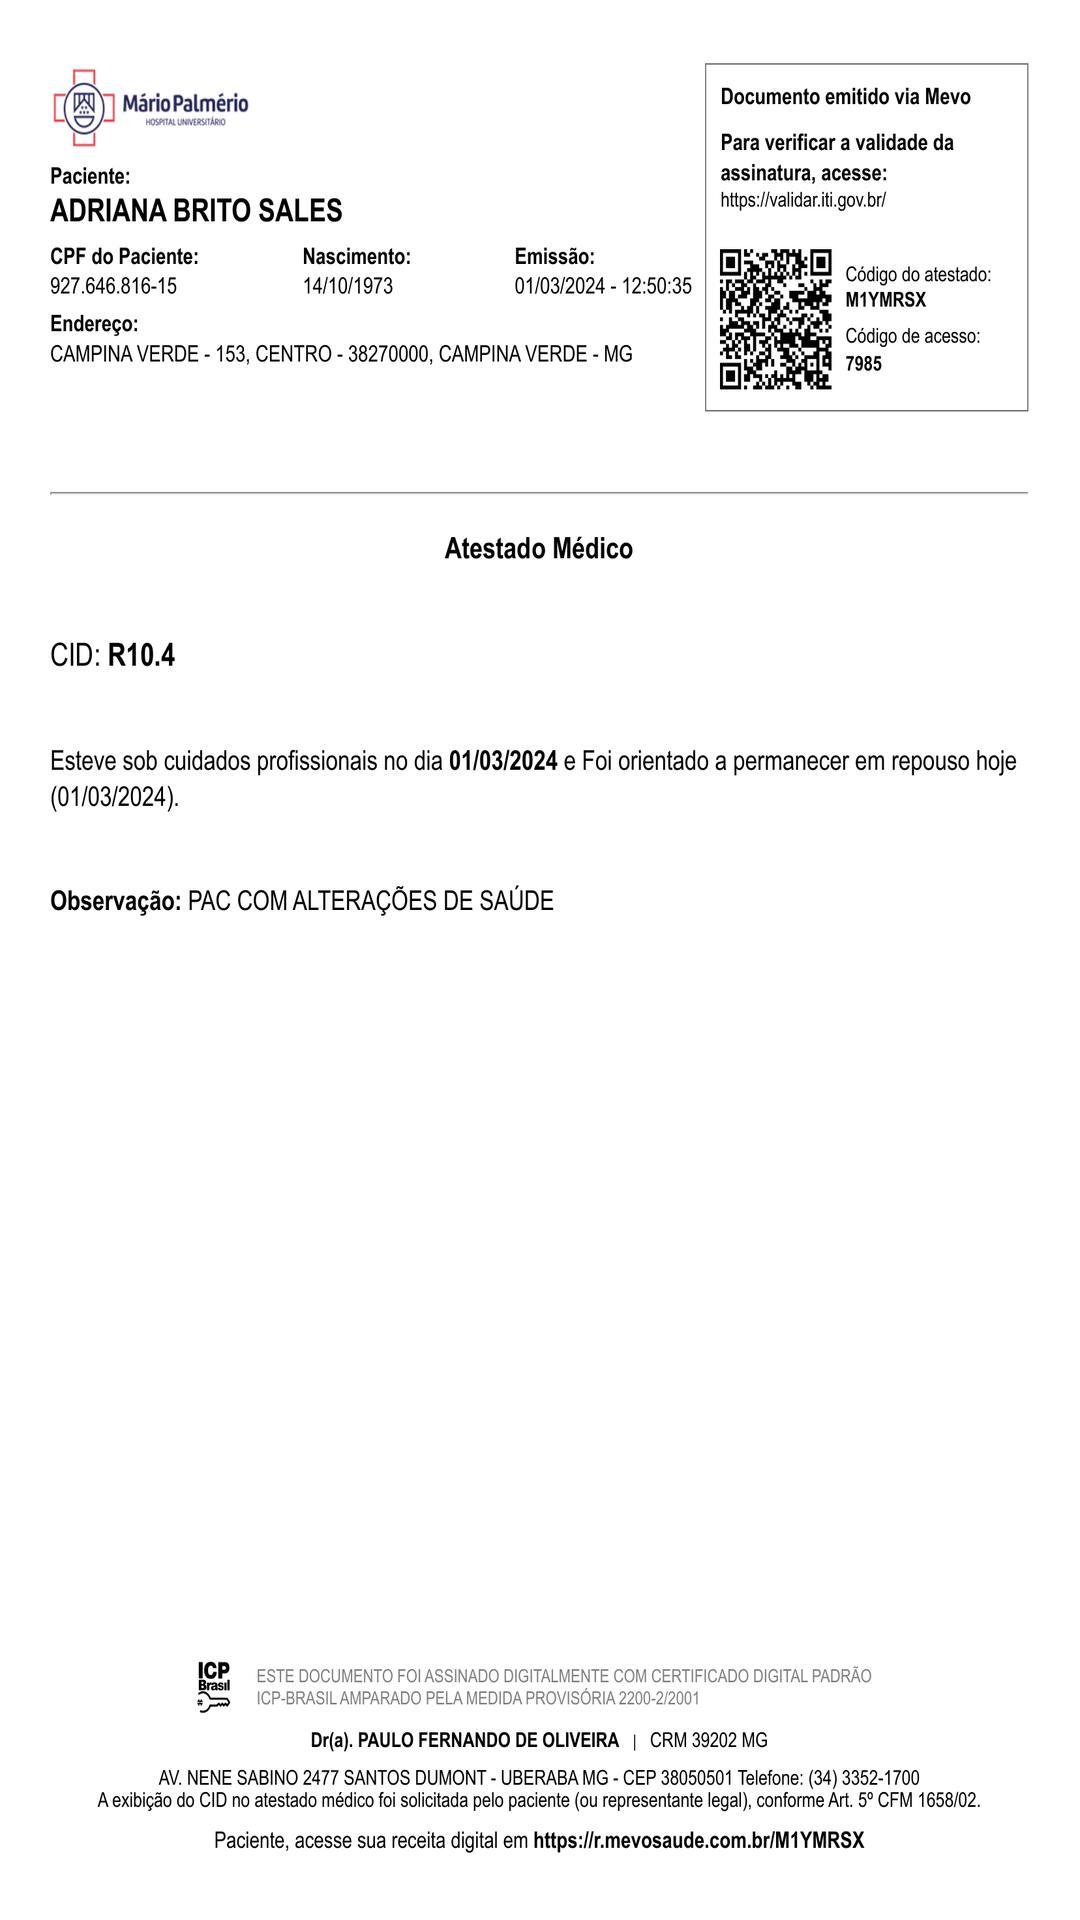 Mário Palmério
HOSPITAL UNIVERSITÁRIO
Paciente:
ADRIANA BRITO SALES
CPF do Paciente:
927.646.816-15
Nascimento:
14/10/1973
Emissão:
01/03/2024 - 12:50:35
Endereço:
CAMPINA VERDE - 153, CENTRO - 38270000, CAMPINA VERDE - MG
Documento emitido via Mevo
Para verificar a validade da
assinatura, acesse:
https://validar.iti.gov.br/
Código do atestado:
M1YMRSX
Código de acesso:
7985
Atestado Médico
CID: R10.4
Esteve sob cuidados profissionais no dia 01/03/2024 e Foi orientado a permanecer em repouso hoje
(01/03/2024).
Observação: PAC COM ALTERAÇÕES DE SAÚDE
ICP
Brasil
ESTE DOCUMENTO FOI ASSINADO DIGITALMENTE COM CERTIFICADO DIGITAL PADRÃO
ICP-BRASIL AMPARADO PELA MEDIDA PROVISÓRIA 2200-2/2001
Dr(a). PAULO FERNANDO DE OLIVEIRA | CRM 39202 MG
AV. NENE SABINO 2477 SANTOS DUMONT - UBERABA MG - CEP 38050501 Telefone: (34) 3352-1700
A exibição do CID no atestado médico foi solicitada pelo paciente (ou representante legal), conforme Art. 5º CFM 1658/02.
Paciente, acesse sua receita digital em https://r.mevosaude.com.br/M1YMRSX